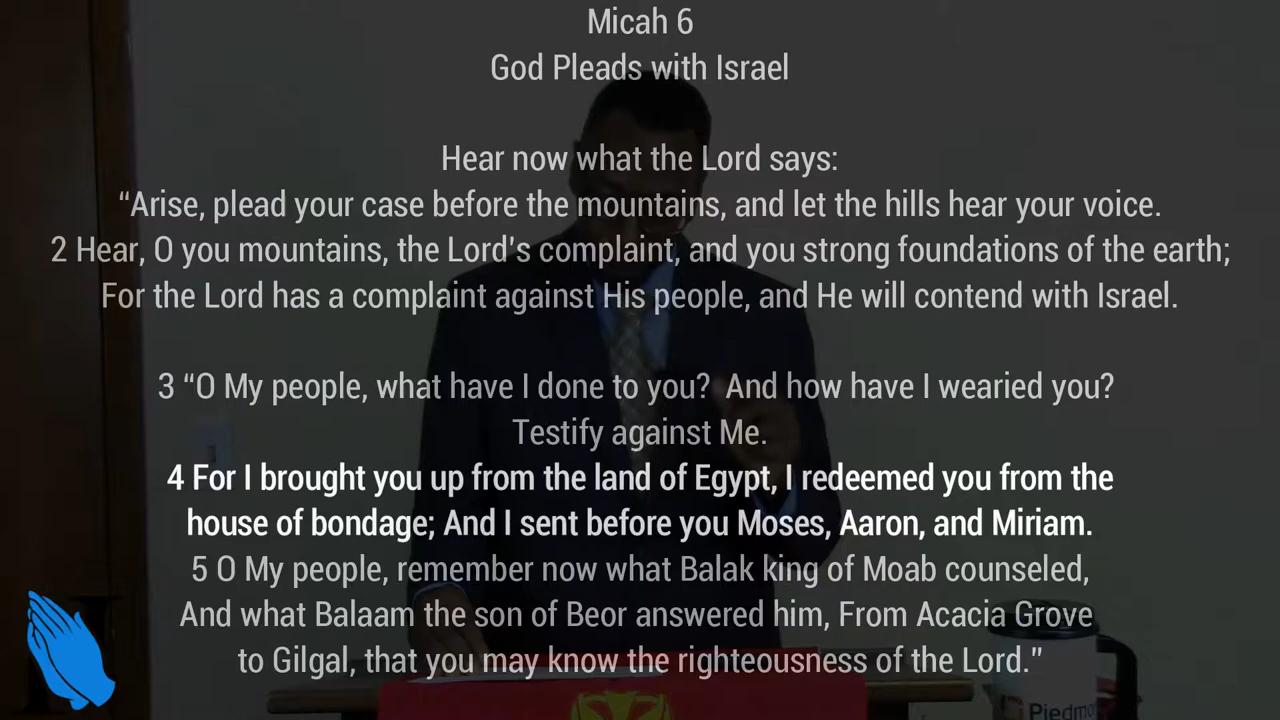 Micah 6
God Pleads with Israel
Hear now what the Lord says:
“Arise, plead your case before the mountains, and let the hills hear your voice.
2 Hear, O you mountains, the Lord’s complaint, and you strong foundations of the earth;
For the Lord has a complaint against His people, and He will contend with Israel.
3 “O My people, what have I done to you?  And how have I wearied you?
Testify against Me.
4 For I brought you up from the land of Egypt, I redeemed you from the
house of bondage; And I sent before you Moses, Aaron, and Miriam.
5 O My people, remember now what Balak king of Moab counseled,
And what Balaam the son of Beor answered him, From Acacia Grove
to Gilgal, that you may know the righteousness of the Lord.”
Piedmo